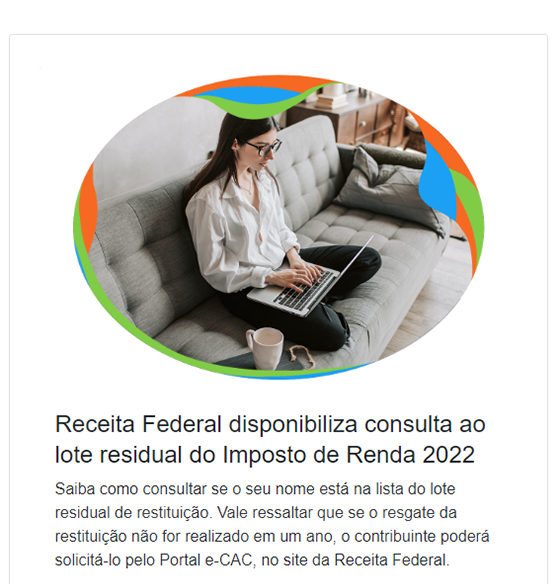 Receita Federal disponibiliza consulta ao
lote residual do Imposto de Renda 2022
Saiba como consultar se o seu nome está na lista do lote
residual de restituição. Vale ressaltar que se o resgate da
restituição não for realizado em um ano, o contribuinte poderá
solicitá-lo pelo Portal e-CAC, no site da Receita Federal.